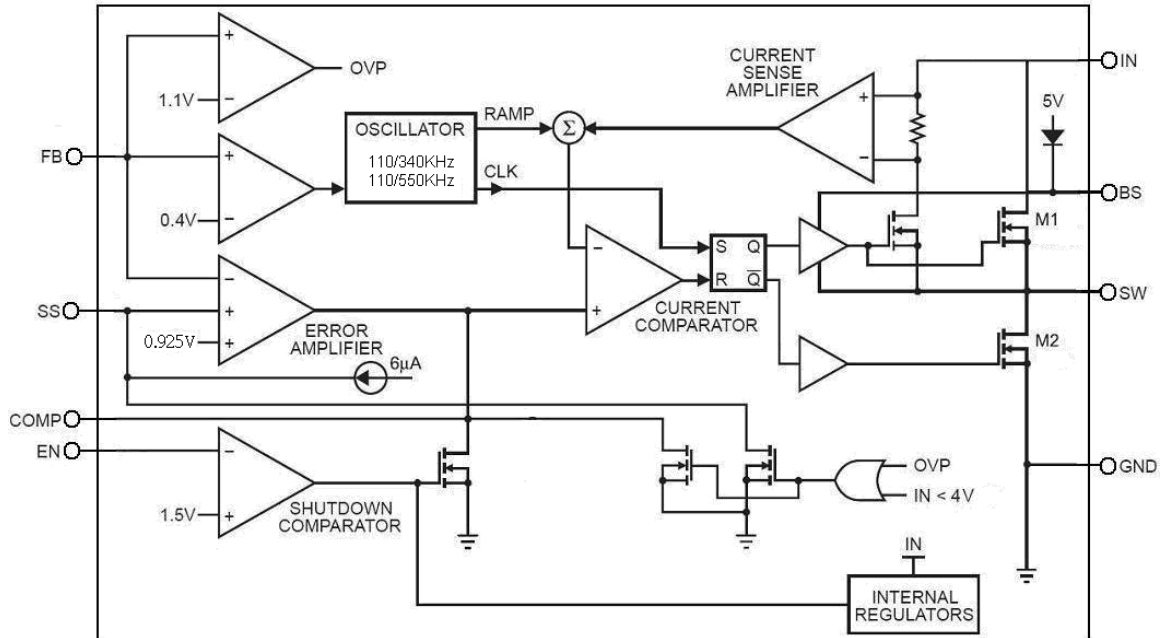 OVP
1.1V
+
−
CURRENT
SENSE
AMPLIFIER
+
−
IN
5V
RAMP
Σ
OSCILLATOR
110/340KHz
110/550KHz
CLK
FB
+
−
0.4V
BS
M1
S Q
R Q̅
−
+
CURRENT
COMPARATOR
SW
SS
−
+
+
0.925V
ERROR
AMPLIFIER
6µA
M2
COMP
EN
−
+
1.5V
SHUTDOWN
COMPARATOR
OVP
IN < 4V
GND
IN
INTERNAL
REGULATORS